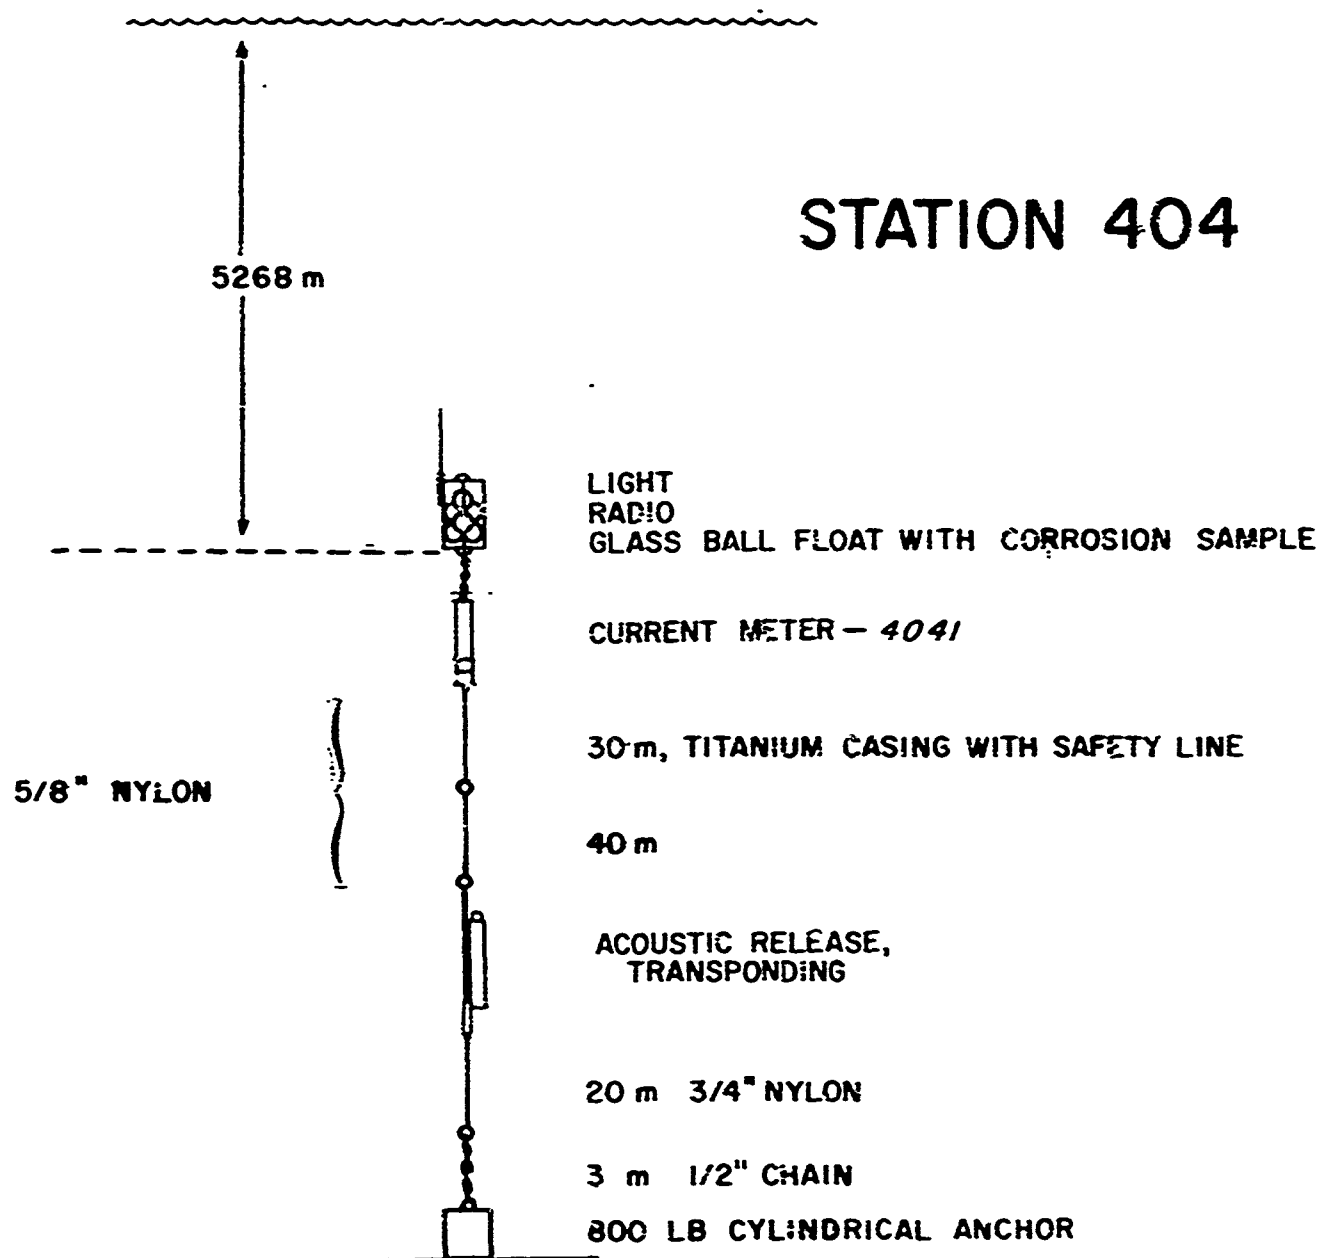 STATION 404
5268 m
LIGHT
RADIO
GLASS BALL FLOAT WITH CORROSION SAMPLE
CURRENT METER – 4041
30 m, TITANIUM CASING WITH SAFETY LINE
5/8" NYLON
40 m
ACOUSTIC RELEASE,
TRANSPONDING
20 m 3/4" NYLON
3 m 1/2" CHAIN
800 LB CYLINDRICAL ANCHOR